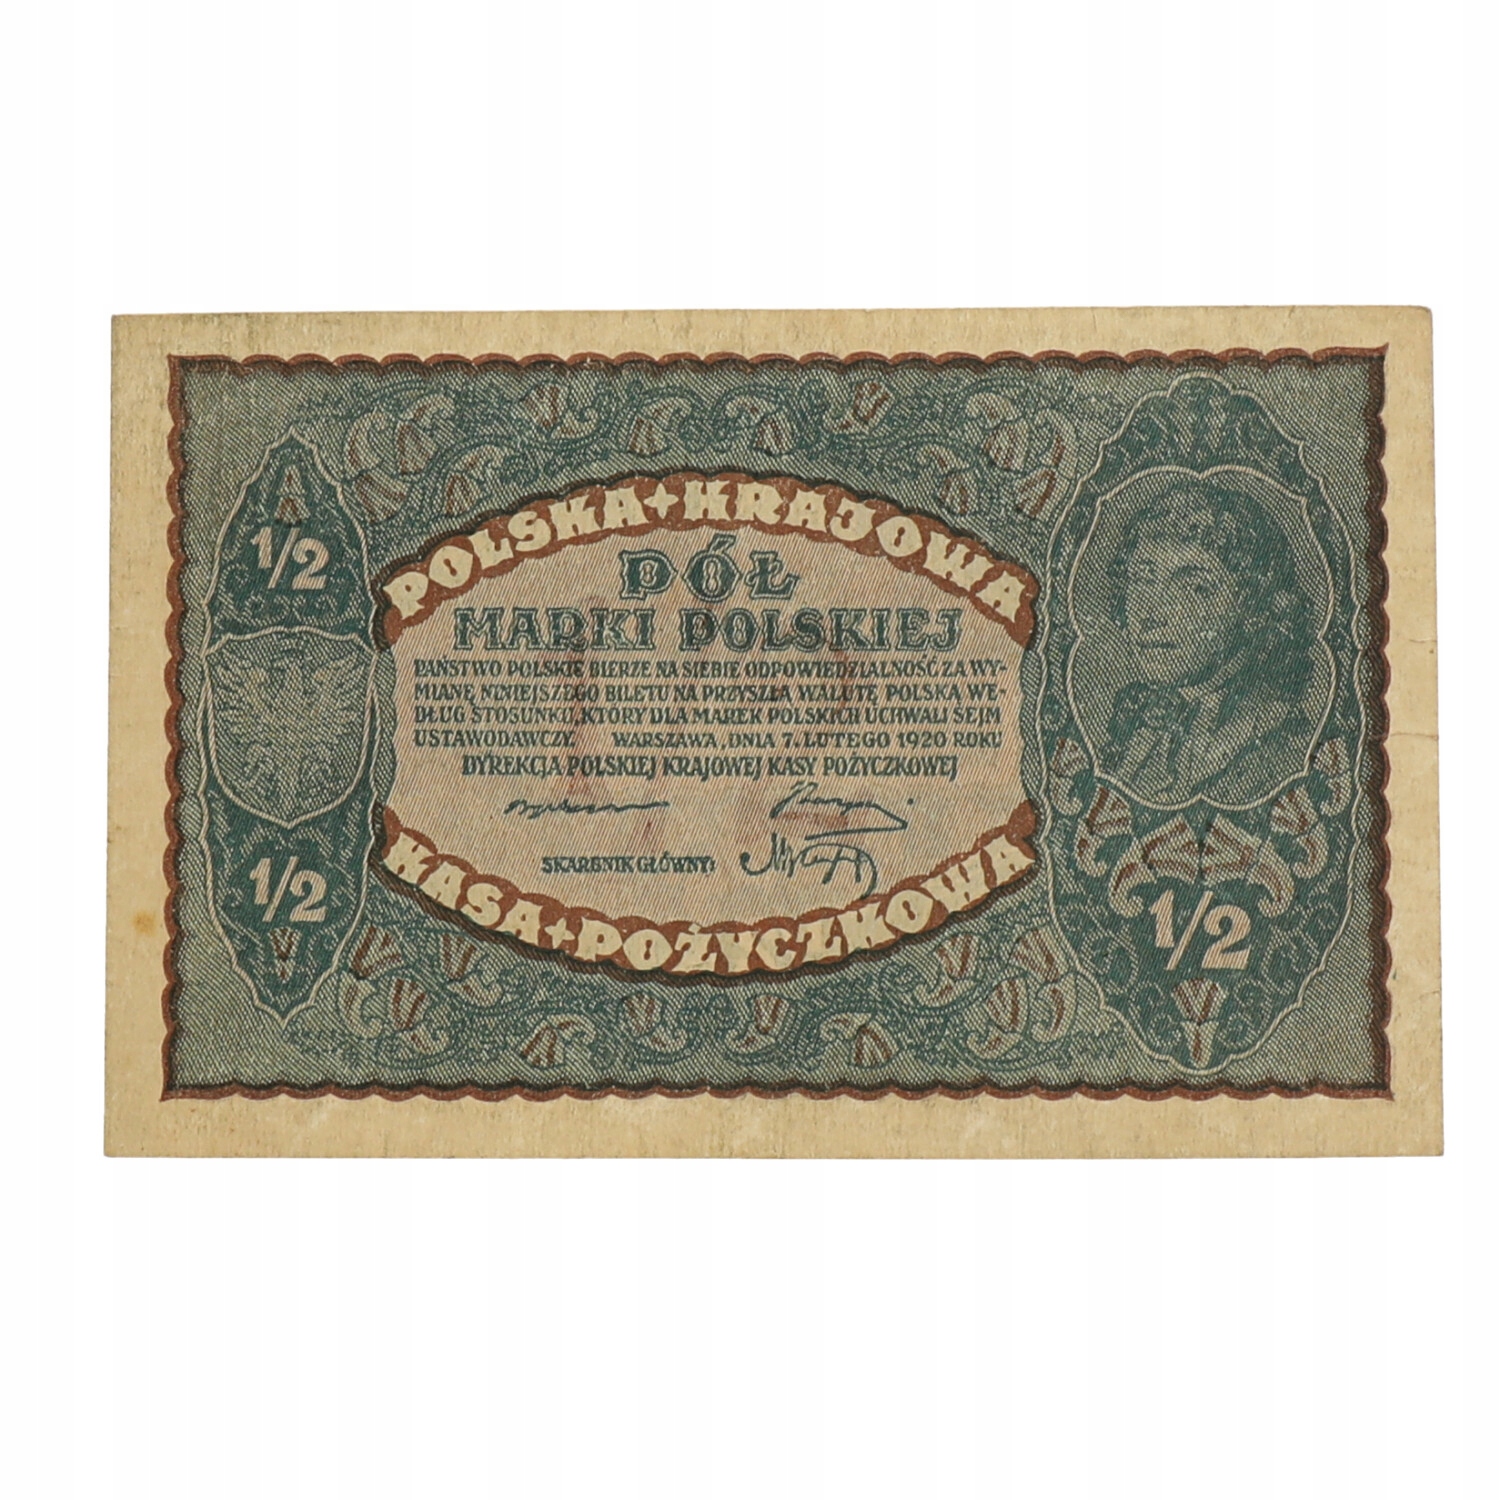 POLSKA + KRAJOWA
PÓŁ
MARKI POLSKIEJ
PAŃSTWO POLSKIE BIERZE NA SIEBIE ODPOWIEDZIALNOŚĆ ZA WY-
MIANĘ NINIEJSZEGO BILETU NA PRZYSZŁĄ WALUTĘ POLSKĄ WE-
DŁUG STOSUNKU, KTÓRY DLA MAREK POLSKICH UCHWALI SEJM
USTAWODAWCZY. WARSZAWA, DNIA 7. LUTEGO 1920 ROKU
DYREKCJA POLSKIEJ KRAJOWEJ KASY POŻYCZKOWEJ
SKARBNIK GŁÓWNY:
KASA + POŻYCZKOWA
1/2
1/2
1/2